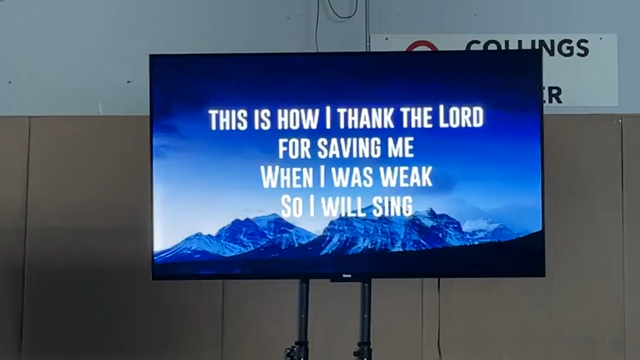 COLLINGS
ER
THIS IS HOW I THANK THE LORD
FOR SAVING ME
WHEN I WAS WEAK
SO I WILL SING